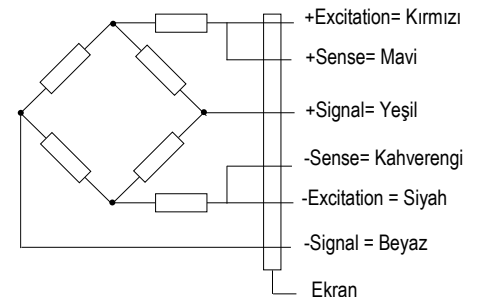 +Excitation= Kırmızı
+Sense= Mavi
+Signal= Yeşil
-Sense= Kahverengi
-Excitation = Siyah
-Signal = Beyaz
Ekran